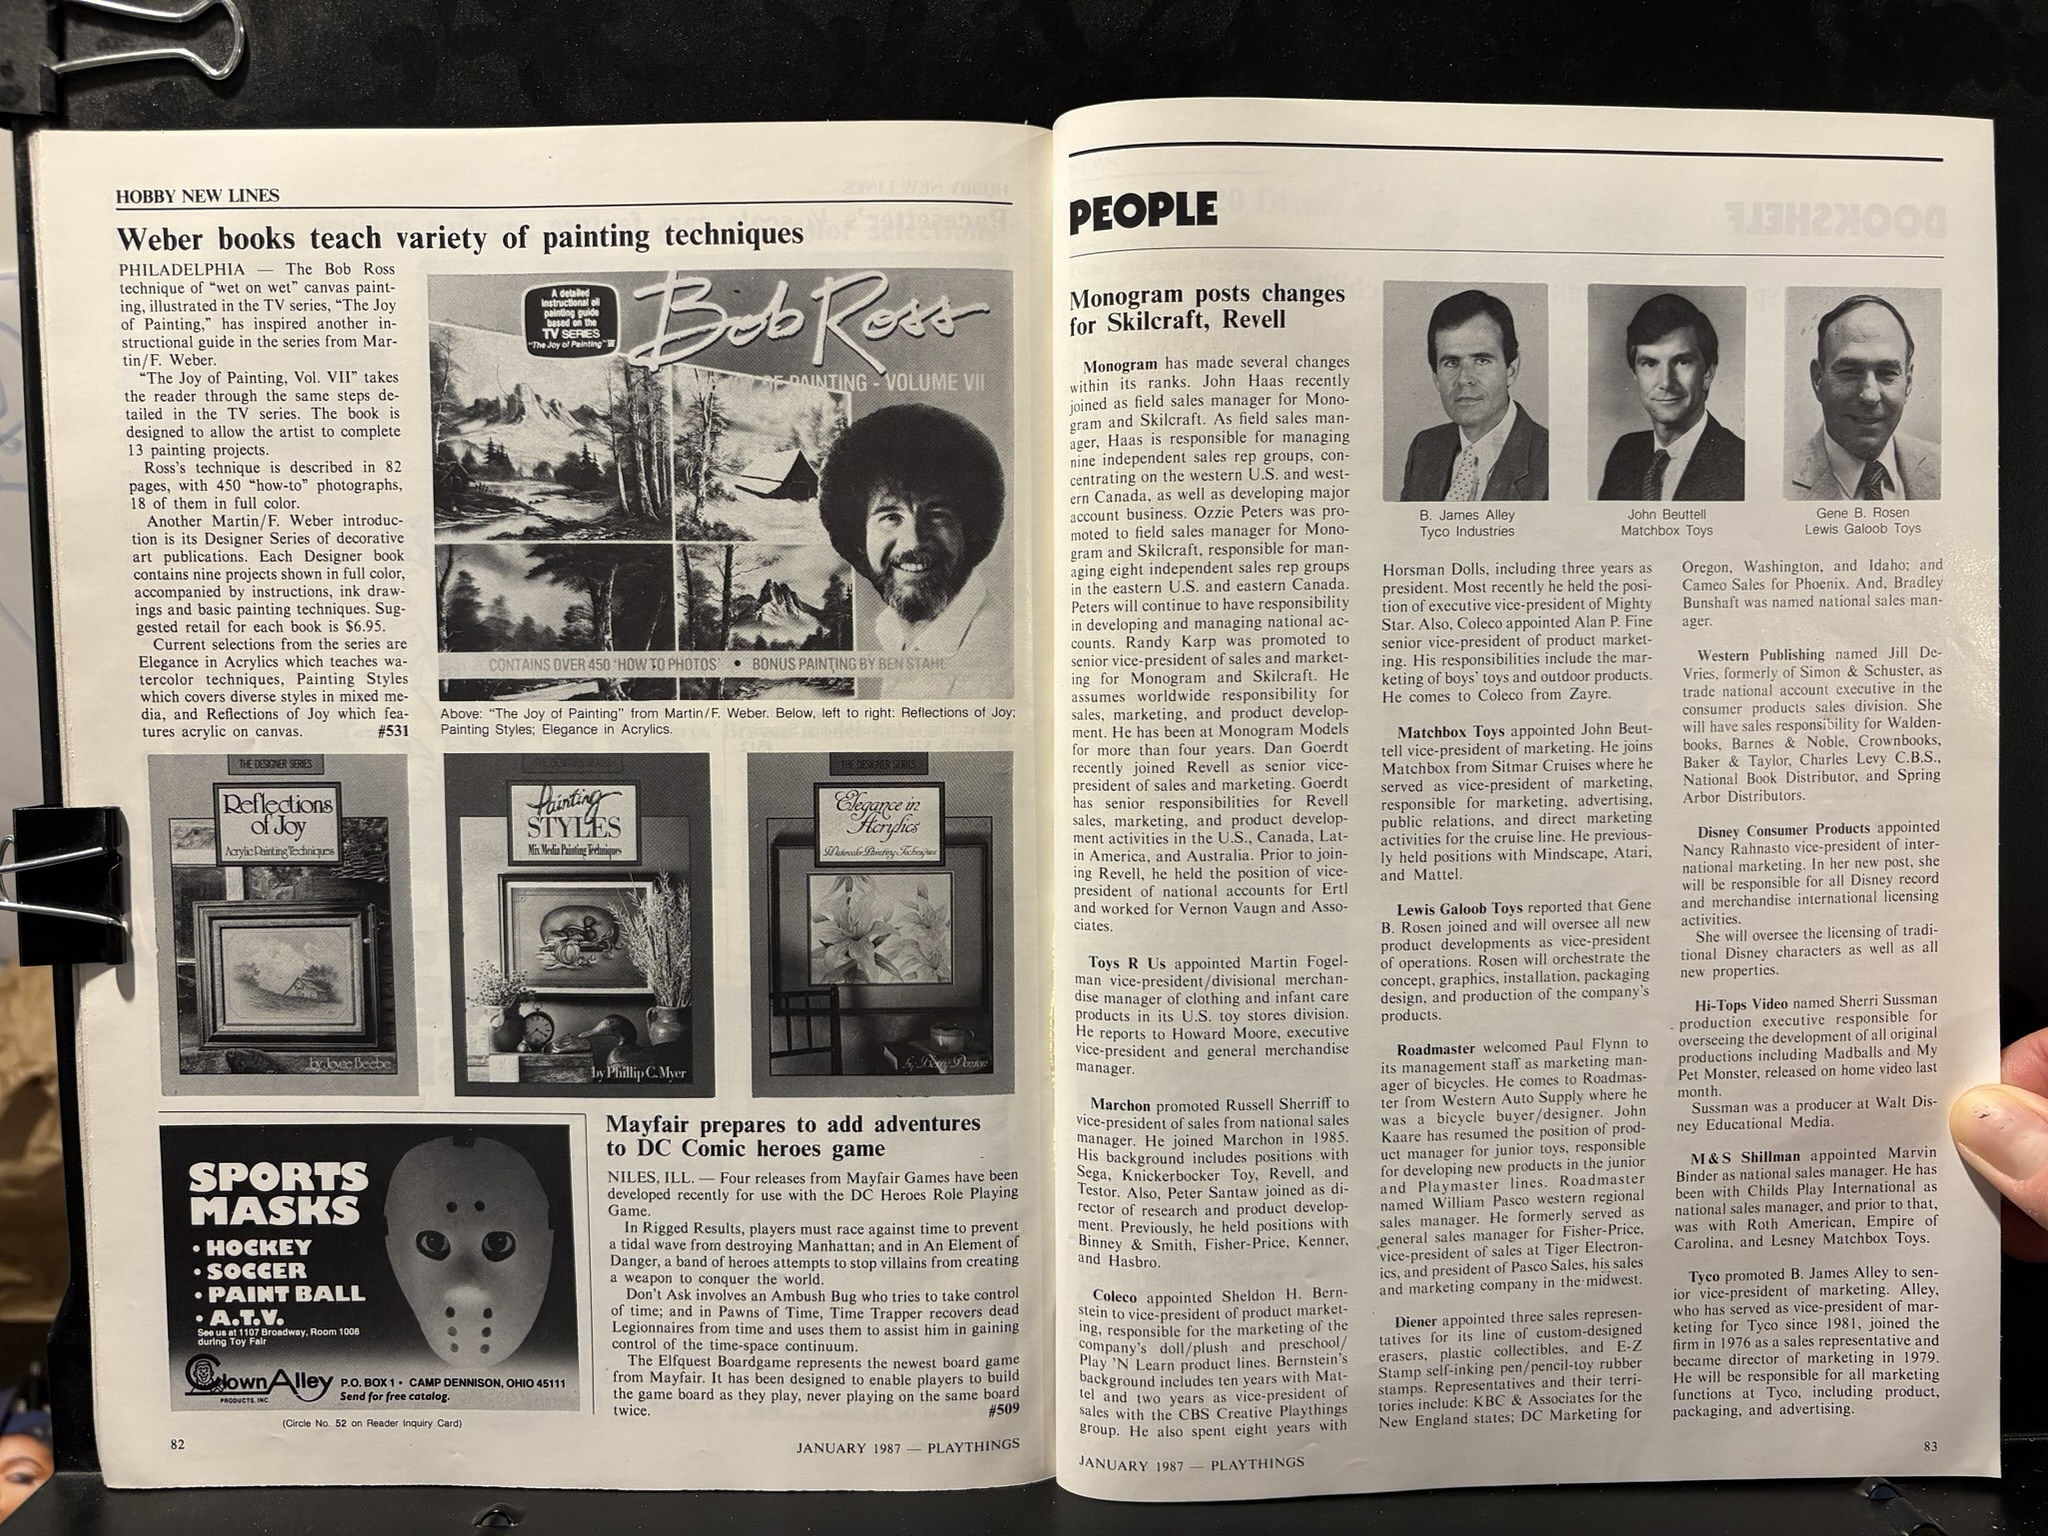 HOBBY NEW LINES
Weber books teach variety of painting techniques
PHILADELPHIA — The Bob Ross
technique of “wet on wet” canvas paint-
ing, illustrated in the TV series, “The Joy
of Painting,” has inspired another in-
structional guide in the series from Mar-
tin/F. Weber.
“The Joy of Painting, Vol. VII” takes
the reader through the same steps de-
tailed in the TV series. The book is
designed to allow the artist to complete
13 painting projects.
Ross's technique is described in 82
pages, with 450 “how-to” photographs,
18 of them in full color.
Another Martin/F. Weber introduc-
tion is its Designer Series of decorative
art publications. Each Designer book
contains nine projects shown in full color,
accompanied by instructions, ink draw-
ings and basic painting techniques. Sug-
gested retail for each book is $6.95.
Current selections from the series are
Elegance in Acrylics which teaches wa-
tercolor techniques, Painting Styles
which covers diverse styles in mixed me-
dia, and Reflections of Joy which fea-
tures acrylic on canvas. #531
A detailed
instructional oil
painting guide
based on the
TV SERIES
“The Joy of Painting” VII
Bob Ross
OF PAINTING - VOLUME VII
CONTAINS OVER 450 'HOW TO PHOTOS' • BONUS PAINTING BY BEN STAHL
Above: “The Joy of Painting” from Martin/F. Weber. Below, left to right: Reflections of Joy;
Painting Styles; Elegance in Acrylics.
THE DESIGNER SERIES
Reflections
of Joy
Acrylic Painting Techniques
by Joyce Beebe
THE DESIGNER SERIES
Painting
STYLES
Mix Media Painting Techniques
by Phillip C. Myer
THE DESIGNER SERIES
Elegance in
Acrylics
Watercolor Painting Techniques
SPORTS
MASKS
• HOCKEY
• SOCCER
• PAINT BALL
• A.T.V.
See us at 1107 Broadway, Room 1008
during Toy Fair
Clown Alley
PRODUCTS, INC.
P.O. BOX 1 • CAMP DENNISON, OHIO 45111
Send for free catalog.
(Circle No. 52 on Reader Inquiry Card)
Mayfair prepares to add adventures
to DC Comic heroes game
NILES, ILL. — Four releases from Mayfair Games have been
developed recently for use with the DC Heroes Role Playing
Game.
In Rigged Results, players must race against time to prevent
a tidal wave from destroying Manhattan; and in An Element of
Danger, a band of heroes attempts to stop villains from creating
a weapon to conquer the world.
Don't Ask involves an Ambush Bug who tries to take control
of time; and in Pawns of Time, Time Trapper recovers dead
Legionnaires from time and uses them to assist him in gaining
control of the time-space continuum.
The Elfquest Boardgame represents the newest board game
from Mayfair. It has been designed to enable players to build
the game board as they play, never playing on the same board
twice. #509
82
JANUARY 1987 — PLAYTHINGS
PEOPLE
Monogram posts changes
for Skilcraft, Revell
Monogram has made several changes
within its ranks. John Haas recently
joined as field sales manager for Mono-
gram and Skilcraft. As field sales man-
ager, Haas is responsible for managing
nine independent sales rep groups, con-
centrating on the western U.S. and west-
ern Canada, as well as developing major
account business. Ozzie Peters was pro-
moted to field sales manager for Mono-
gram and Skilcraft, responsible for man-
aging eight independent sales rep groups
in the eastern U.S. and eastern Canada.
Peters will continue to have responsibility
in developing and managing national ac-
counts. Randy Karp was promoted to
senior vice-president of sales and market-
ing for Monogram and Skilcraft. He
assumes worldwide responsibility for
sales, marketing, and product develop-
ment. He has been at Monogram Models
for more than four years. Dan Goerdt
recently joined Revell as senior vice-
president of sales and marketing. Goerdt
has senior responsibilities for Revell
sales, marketing, and product develop-
ment activities in the U.S., Canada, Lat-
in America, and Australia. Prior to join-
ing Revell, he held the position of vice-
president of national accounts for Ertl
and worked for Vernon Vaugn and Asso-
ciates.
Toys R Us appointed Martin Fogel-
man vice-president/divisional merchan-
dise manager of clothing and infant care
products in its U.S. toy stores division.
He reports to Howard Moore, executive
vice-president and general merchandise
manager.
Marchon promoted Russell Sherriff to
vice-president of sales from national sales
manager. He joined Marchon in 1985.
His background includes positions with
Sega, Knickerbocker Toy, Revell, and
Testor. Also, Peter Santaw joined as di-
rector of research and product develop-
ment. Previously, he held positions with
Binney & Smith, Fisher-Price, Kenner,
and Hasbro.
Coleco appointed Sheldon H. Bern-
stein to vice-president of product market-
ing, responsible for the marketing of the
company's doll/plush and preschool/
Play 'N Learn product lines. Bernstein's
background includes ten years with Mat-
tel and two years as vice-president of
sales with the CBS Creative Playthings
group. He also spent eight years with
B. James Alley
Tyco Industries
John Beuttell
Matchbox Toys
Gene B. Rosen
Lewis Galoob Toys
Horsman Dolls, including three years as
president. Most recently he held the posi-
tion of executive vice-president of Mighty
Star. Also, Coleco appointed Alan P. Fine
senior vice-president of product market-
ing. His responsibilities include the mar-
keting of boys' toys and outdoor products.
He comes to Coleco from Zayre.
Matchbox Toys appointed John Beut-
tell vice-president of marketing. He joins
Matchbox from Sitmar Cruises where he
served as vice-president of marketing,
responsible for marketing, advertising,
public relations, and direct marketing
activities for the cruise line. He previous-
ly held positions with Mindscape, Atari,
and Mattel.
Lewis Galoob Toys reported that Gene
B. Rosen joined and will oversee all new
product developments as vice-president
of operations. Rosen will orchestrate the
concept, graphics, installation, packaging
design, and production of the company's
products.
Roadmaster welcomed Paul Flynn to
its management staff as marketing man-
ager of bicycles. He comes to Roadmas-
ter from Western Auto Supply where he
was a bicycle buyer/designer. John
Kaare has resumed the position of prod-
uct manager for junior toys, responsible
for developing new products in the junior
and Playmaster lines. Roadmaster
named William Pasco western regional
sales manager. He formerly served as
general sales manager for Fisher-Price,
vice-president of sales at Tiger Electron-
ics, and president of Pasco Sales, his sales
and marketing company in the midwest.
Diener appointed three sales represen-
tatives for its line of custom-designed
erasers, plastic collectibles, and E-Z
Stamp self-inking pen/pencil-toy rubber
stamps. Representatives and their terri-
tories include: KBC & Associates for the
New England states; DC Marketing for
Oregon, Washington, and Idaho; and
Cameo Sales for Phoenix. And, Bradley
Bunshaft was named national sales man-
ager.
Western Publishing named Jill De-
Vries, formerly of Simon & Schuster, as
trade national account executive in the
consumer products sales division. She
will have sales responsibility for Walden-
books, Barnes & Noble, Crownbooks,
Baker & Taylor, Charles Levy C.B.S.,
National Book Distributor, and Spring
Arbor Distributors.
Disney Consumer Products appointed
Nancy Rahnasto vice-president of inter-
national marketing. In her new post, she
will be responsible for all Disney record
and merchandise international licensing
activities.
She will oversee the licensing of tradi-
tional Disney characters as well as all
new properties.
Hi-Tops Video named Sherri Sussman
production executive responsible for
overseeing the development of all original
productions including Madballs and My
Pet Monster, released on home video last
month.
Sussman was a producer at Walt Dis-
ney Educational Media.
M&S Shillman appointed Marvin
Binder as national sales manager. He has
been with Childs Play International as
national sales manager, and prior to that,
was with Roth American, Empire of
Carolina, and Lesney Matchbox Toys.
Tyco promoted B. James Alley to sen-
ior vice-president of marketing. Alley,
who has served as vice-president of mar-
keting for Tyco since 1981, joined the
firm in 1976 as a sales representative and
became director of marketing in 1979.
He will be responsible for all marketing
functions at Tyco, including product,
packaging, and advertising.
JANUARY 1987 — PLAYTHINGS
83